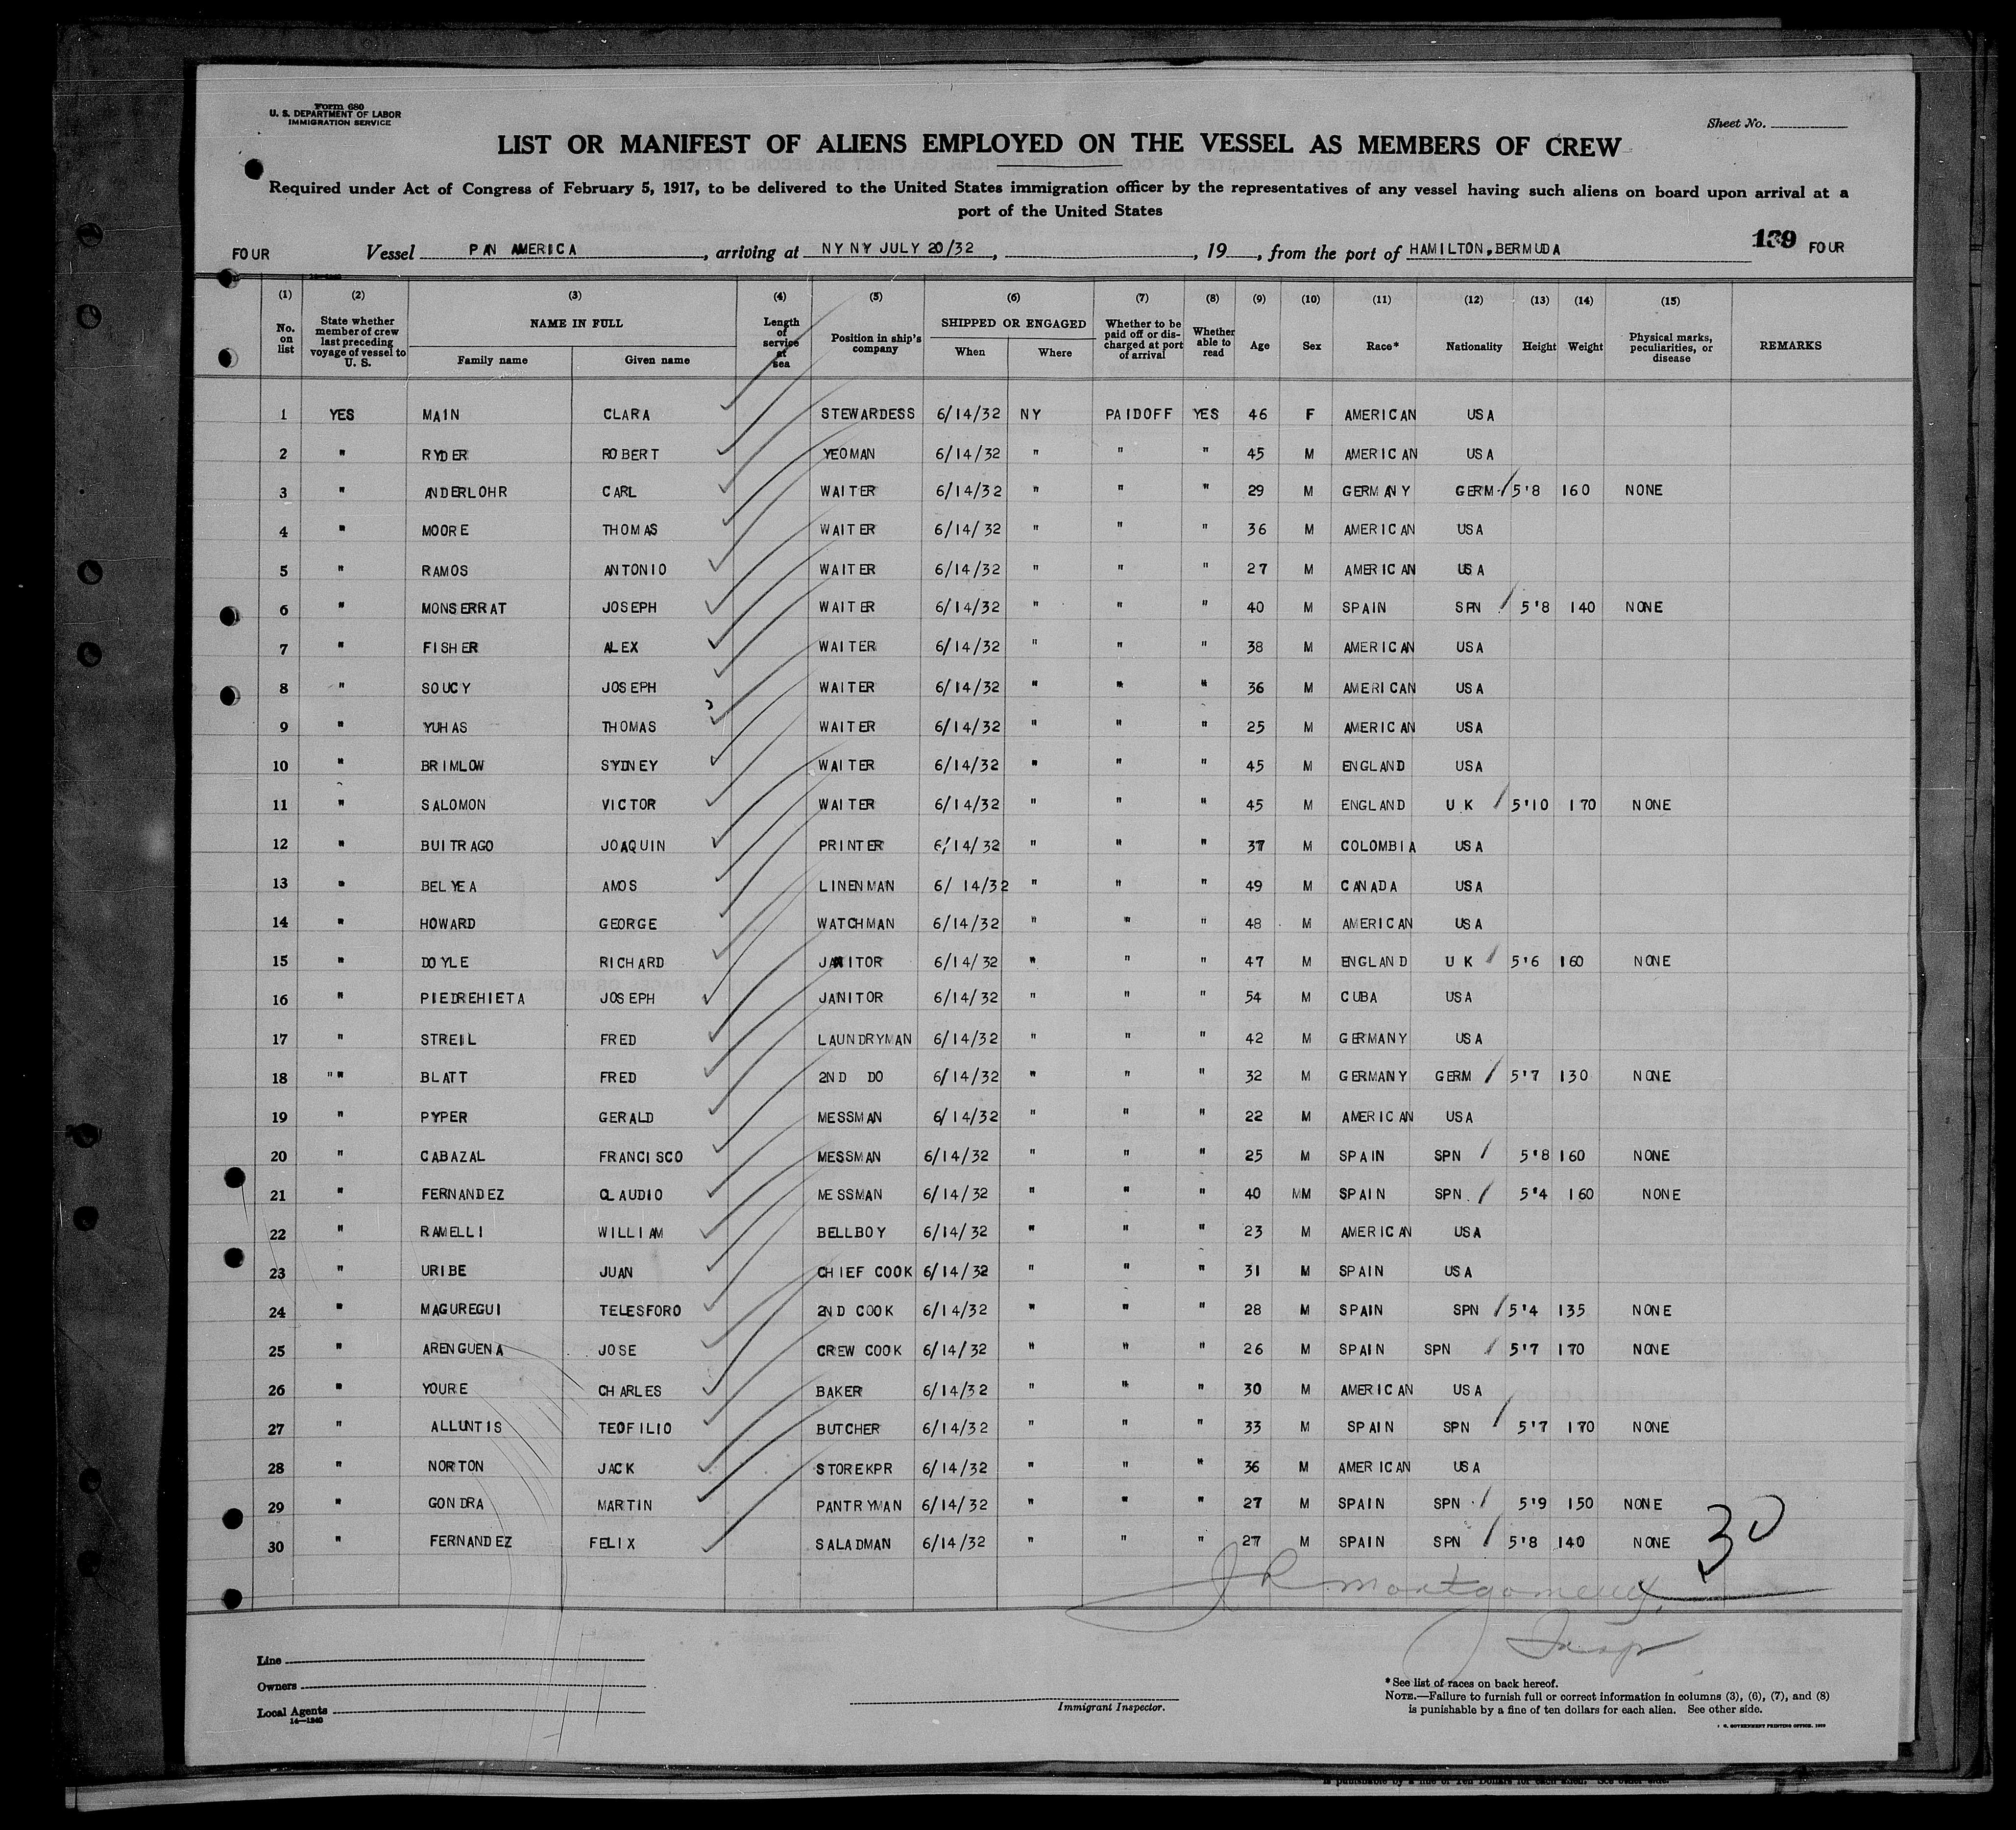 Form 680
U. S. DEPARTMENT OF LABOR
IMMIGRATION SERVICE
Sheet No.
LIST OR MANIFEST OF ALIENS EMPLOYED ON THE VESSEL AS MEMBERS OF CREW
Required under Act of Congress of February 5, 1917, to be delivered to the United States immigration officer by the representatives of any vessel having such aliens on board upon arrival at a
port of the United States
FOUR Vessel PAN AMERICA, arriving at NY NY JULY 20/32, , 19 , from the port of HAMILTON,BERMUDA 139 FOUR
(1) (2) (3) (4) (5) (6) (7) (8) (9) (10) (11) (12) (13) (14) (15)
No. on list State whether member of crew last preceding voyage of vessel to U. S. NAME IN FULL Family name Given name Length of service at sea Position in ship's company SHIPPED OR ENGAGED When Where Whether to be paid off or discharged at port of arrival Whether able to read Age Sex Race* Nationality Height Weight Physical marks, peculiarities, or disease REMARKS
1 YES MAIN CLARA STEWARDESS 6/14/32 NY PAIDOFF YES 46 F AMERICAN USA
2 " RYDER ROBERT YEOMAN 6/14/32 " " " 45 M AMERICAN USA
3 " ANDERLOHR CARL WAITER 6/14/32 " " " 29 M GERMANY GERM 5'8 160 NONE
4 " MOORE THOMAS WAITER 6/14/32 " " " 36 M AMERICAN USA
5 " RAMOS ANTONIO WAITER 6/14/32 " " " 27 M AMERICAN USA
6 " MONSERRAT JOSEPH WAITER 6/14/32 " " " 40 M SPAIN SPN 5'8 140 NONE
7 " FISHER ALEX WAITER 6/14/32 " " " 38 M AMERICAN USA
8 " SOUCY JOSEPH WAITER 6/14/32 " " " 36 M AMERICAN USA
9 " YUHAS THOMAS WAITER 6/14/32 " " " 25 M AMERICAN USA
10 " BRIMLOW SYDNEY WAITER 6/14/32 " " " 45 M ENGLAND USA
11 " SALOMON VICTOR WAITER 6/14/32 " " " 45 M ENGLAND U K 5'10 170 NONE
12 " BUITRAGO JOAQUIN PRINTER 6/14/32 " " " 37 M COLOMBIA USA
13 " BELYEA AMOS LINENMAN 6/ 14/32 " " " 49 M CANADA USA
14 " HOWARD GEORGE WATCHMAN 6/14/32 " " " 48 M AMERICAN USA
15 " DOYLE RICHARD JANITOR 6/14/32 " " " 47 M ENGLAND U K 5'6 160 NONE
16 " PIEDREHIETA JOSEPH JANITOR 6/14/32 " " " 54 M CUBA USA
17 " STREIL FRED LAUNDRYMAN 6/14/32 " " " 42 M GERMANY USA
18 "" BLATT FRED 2ND DO 6/14/32 " " " 32 M GERMANY GERM 5'7 130 NONE
19 " PYPER GERALD MESSMAN 6/14/32 " " " 22 M AMERICAN USA
20 " CABAZAL FRANCISCO MESSMAN 6/14/32 " " " 25 M SPAIN SPN 5'8 160 NONE
21 " FERNANDEZ CLAUDIO MESSMAN 6/14/32 " " " 40 MM SPAIN SPN. 5'4 160 NONE
22 " RAMELLI WILLIAM BELLBOY 6/14/32 " " " 23 M AMERICAN USA
23 " URIBE JUAN CHIEF COOK 6/14/32 " " " 31 M SPAIN USA
24 " MAGUREGUI TELESFORO 2ND COOK 6/14/32 " " " 28 M SPAIN SPN 5'4 135 NONE
25 " ARENGUENA JOSE CREW COOK 6/14/32 " " " 26 M SPAIN SPN 5'7 170 NONE
26 " YOURE CHARLES BAKER 6/14/32 " " " 30 M AMERICAN USA
27 " ALLUNTIS TEOFILIO BUTCHER 6/14/32 " " " 33 M SPAIN SPN 5'7 170 NONE
28 " NORTON JACK STOREKPR 6/14/32 " " " 36 M AMERICAN USA
29 " GONDRA MARTIN PANTRYMAN 6/14/32 " " " 27 M SPAIN SPN 5'9 150 NONE
30 " FERNANDEZ FELIX SALADMAN 6/14/32 " " " 27 M SPAIN SPN 5'8 140 NONE
30
J R Montgomery
Insp
Line
Owners
Local Agents
14—1240
Immigrant Inspector.
*See list of races on back hereof.
NOTE.—Failure to furnish full or correct information in columns (3), (6), (7), and (8)
is punishable by a fine of ten dollars for each alien. See other side.
GOVERNMENT PRINTING OFFICE
is punishable by a fine of Ten Dollars for each alien. See other side.